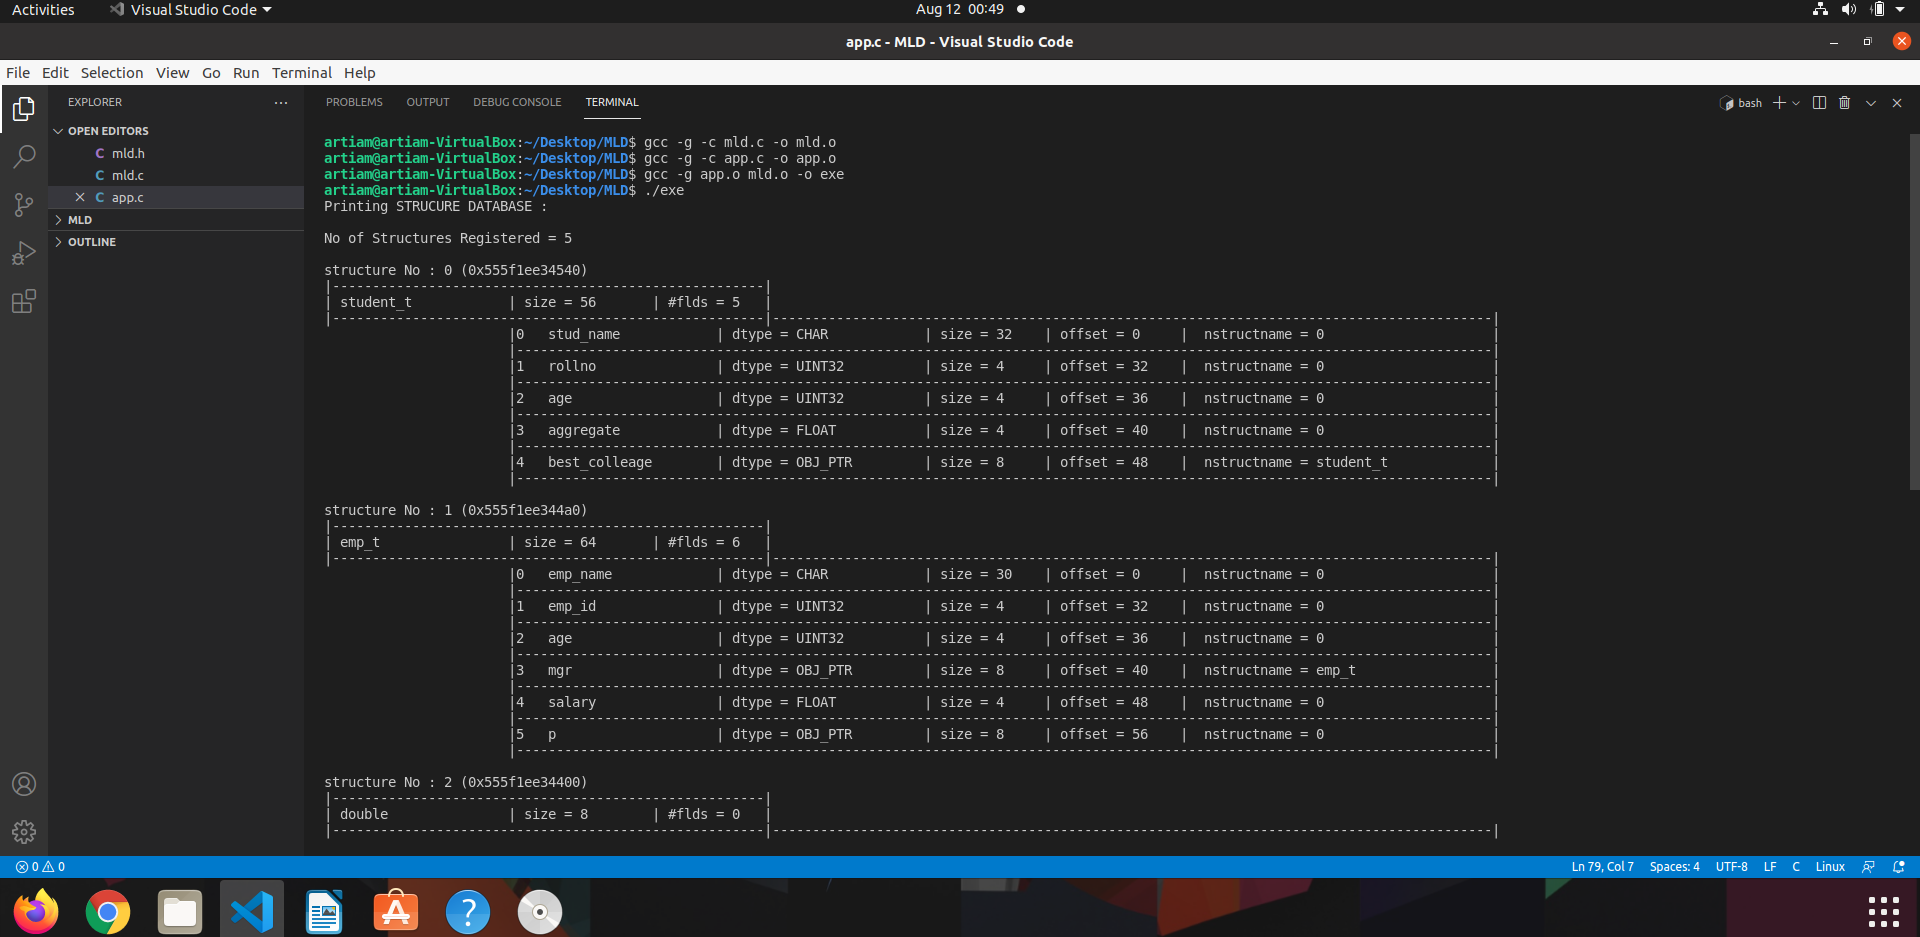 Activities Visual Studio Code Aug 12 00:49
app.c - MLD - Visual Studio Code
File Edit Selection View Go Run Terminal Help
EXPLORER
OPEN EDITORS
C mld.h
C mld.c
C app.c
MLD
OUTLINE
PROBLEMS OUTPUT DEBUG CONSOLE TERMINAL bash
artiam@artiam-VirtualBox:~/Desktop/MLD$ gcc -g -c mld.c -o mld.o
artiam@artiam-VirtualBox:~/Desktop/MLD$ gcc -g -c app.c -o app.o
artiam@artiam-VirtualBox:~/Desktop/MLD$ gcc -g app.o mld.o -o exe
artiam@artiam-VirtualBox:~/Desktop/MLD$ ./exe
Printing STRUCURE DATABASE :
No of Structures Registered = 5
structure No : 0 (0x555f1ee34540)
|------------------------------------------------------|
| student_t | size = 56 | #flds = 5 |
|------------------------------------------------------|------------------------------------------------------------------------------------------|
|0 stud_name | dtype = CHAR | size = 32 | offset = 0 | nstructname = 0 |
|--------------------------------------------------------------------------------------------------------------------------|
|1 rollno | dtype = UINT32 | size = 4 | offset = 32 | nstructname = 0 |
|--------------------------------------------------------------------------------------------------------------------------|
|2 age | dtype = UINT32 | size = 4 | offset = 36 | nstructname = 0 |
|--------------------------------------------------------------------------------------------------------------------------|
|3 aggregate | dtype = FLOAT | size = 4 | offset = 40 | nstructname = 0 |
|--------------------------------------------------------------------------------------------------------------------------|
|4 best_colleage | dtype = OBJ_PTR | size = 8 | offset = 48 | nstructname = student_t |
|--------------------------------------------------------------------------------------------------------------------------|
structure No : 1 (0x555f1ee344a0)
|------------------------------------------------------|
| emp_t | size = 64 | #flds = 6 |
|------------------------------------------------------|------------------------------------------------------------------------------------------|
|0 emp_name | dtype = CHAR | size = 30 | offset = 0 | nstructname = 0 |
|--------------------------------------------------------------------------------------------------------------------------|
|1 emp_id | dtype = UINT32 | size = 4 | offset = 32 | nstructname = 0 |
|--------------------------------------------------------------------------------------------------------------------------|
|2 age | dtype = UINT32 | size = 4 | offset = 36 | nstructname = 0 |
|--------------------------------------------------------------------------------------------------------------------------|
|3 mgr | dtype = OBJ_PTR | size = 8 | offset = 40 | nstructname = emp_t |
|--------------------------------------------------------------------------------------------------------------------------|
|4 salary | dtype = FLOAT | size = 4 | offset = 48 | nstructname = 0 |
|--------------------------------------------------------------------------------------------------------------------------|
|5 p | dtype = OBJ_PTR | size = 8 | offset = 56 | nstructname = 0 |
|--------------------------------------------------------------------------------------------------------------------------|
structure No : 2 (0x555f1ee34400)
|------------------------------------------------------|
| double | size = 8 | #flds = 0 |
|------------------------------------------------------|------------------------------------------------------------------------------------------|
0 0 Ln 79, Col 7 Spaces: 4 UTF-8 LF C Linux